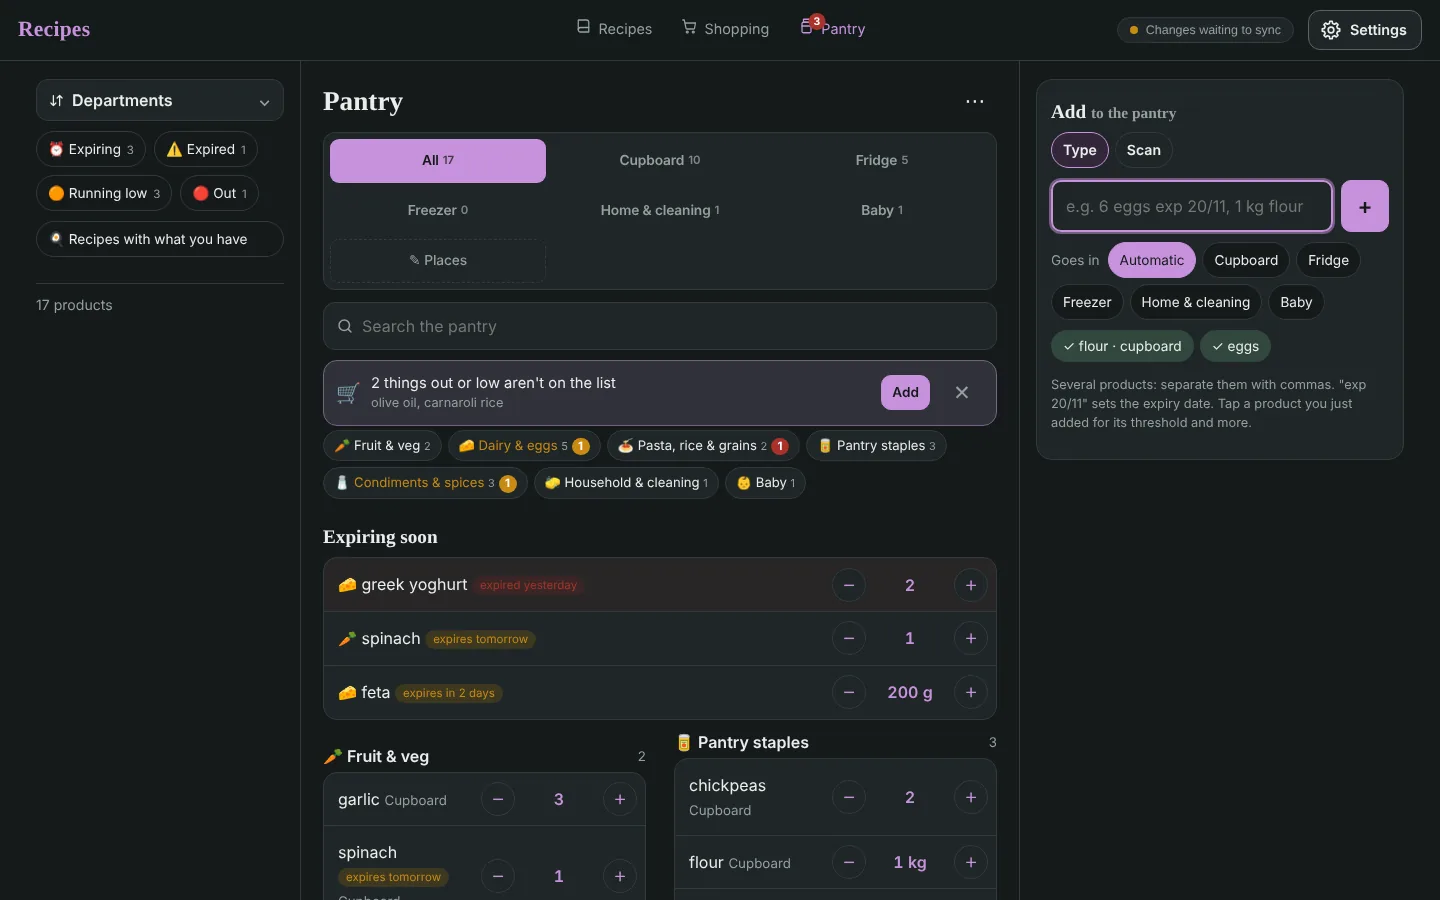 Recipes
Recipes
Shopping
3
Pantry
Changes waiting to sync
Settings
Departments
Expiring 3
Expired 1
Running low 3
Out 1
Recipes with what you have
17 products
Pantry
All 17
Cupboard 10
Fridge 5
Freezer 0
Home & cleaning 1
Baby 1
✎ Places
Search the pantry
2 things out or low aren't on the list
olive oil, carnaroli rice
Add
Fruit & veg 2
Dairy & eggs 5 1
Pasta, rice & grains 2 1
Pantry staples 3
Condiments & spices 3 1
Household & cleaning 1
Baby 1
Expiring soon
greek yoghurt expired yesterday
− 2 +
spinach expires tomorrow
− 1 +
feta expires in 2 days
− 200 g +
Fruit & veg 2
garlic Cupboard
− 3 +
spinach
expires tomorrow
Cupboard
− 1 +
Pantry staples 3
chickpeas
Cupboard
− 2 +
flour Cupboard
− 1 kg +
Add to the pantry
Type
Scan
e.g. 6 eggs exp 20/11, 1 kg flour
+
Goes in
Automatic
Cupboard
Fridge
Freezer
Home & cleaning
Baby
✓ flour · cupboard
✓ eggs
Several products: separate them with commas. "exp
20/11" sets the expiry date. Tap a product you just
added for its threshold and more.